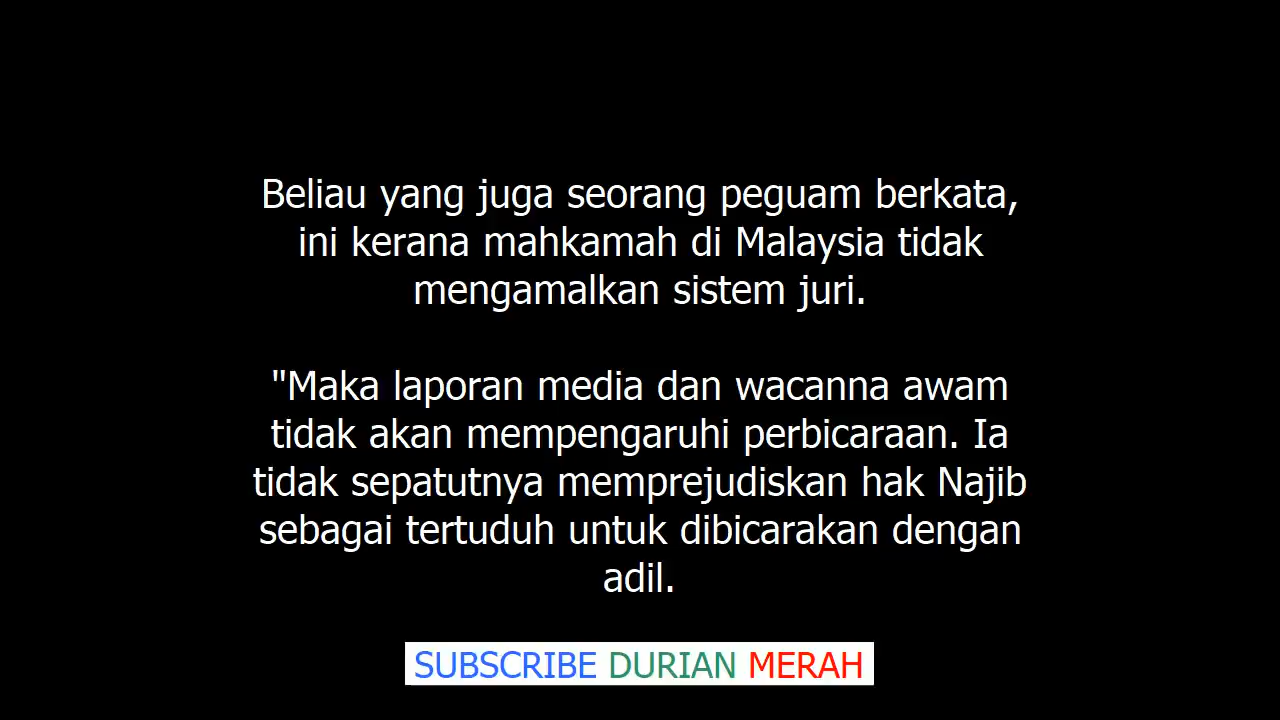 Beliau yang juga seorang peguam berkata,
ini kerana mahkamah di Malaysia tidak
mengamalkan sistem juri.
"Maka laporan media dan wacanna awam
tidak akan mempengaruhi perbicaraan. Ia
tidak sepatutnya memprejudiskan hak Najib
sebagai tertuduh untuk dibicarakan dengan
adil.
SUBSCRIBE DURIAN MERAH